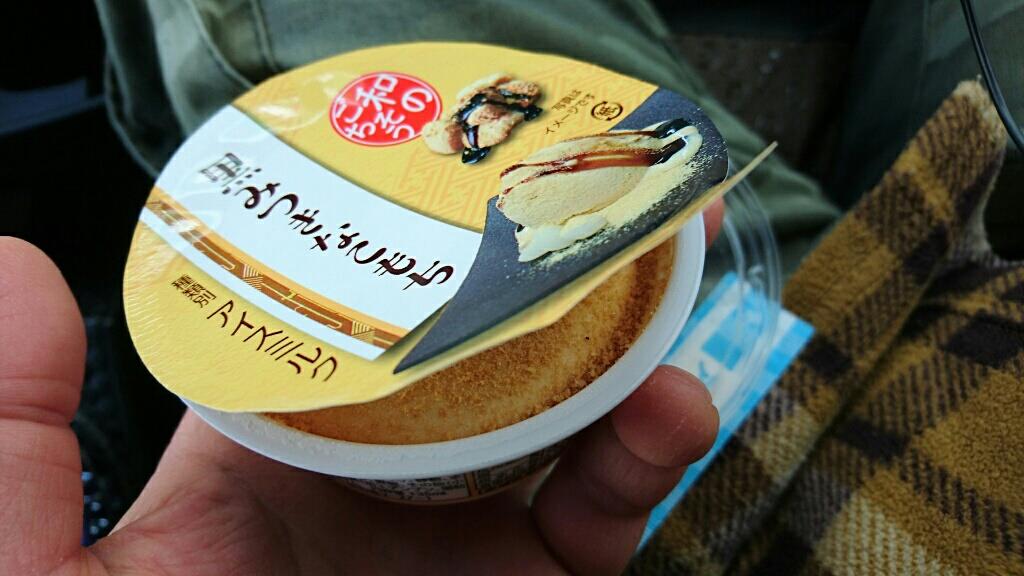 和の
ごちそう
写真は
イメージです
黒みつきなこもち
種類別 アイスミルク